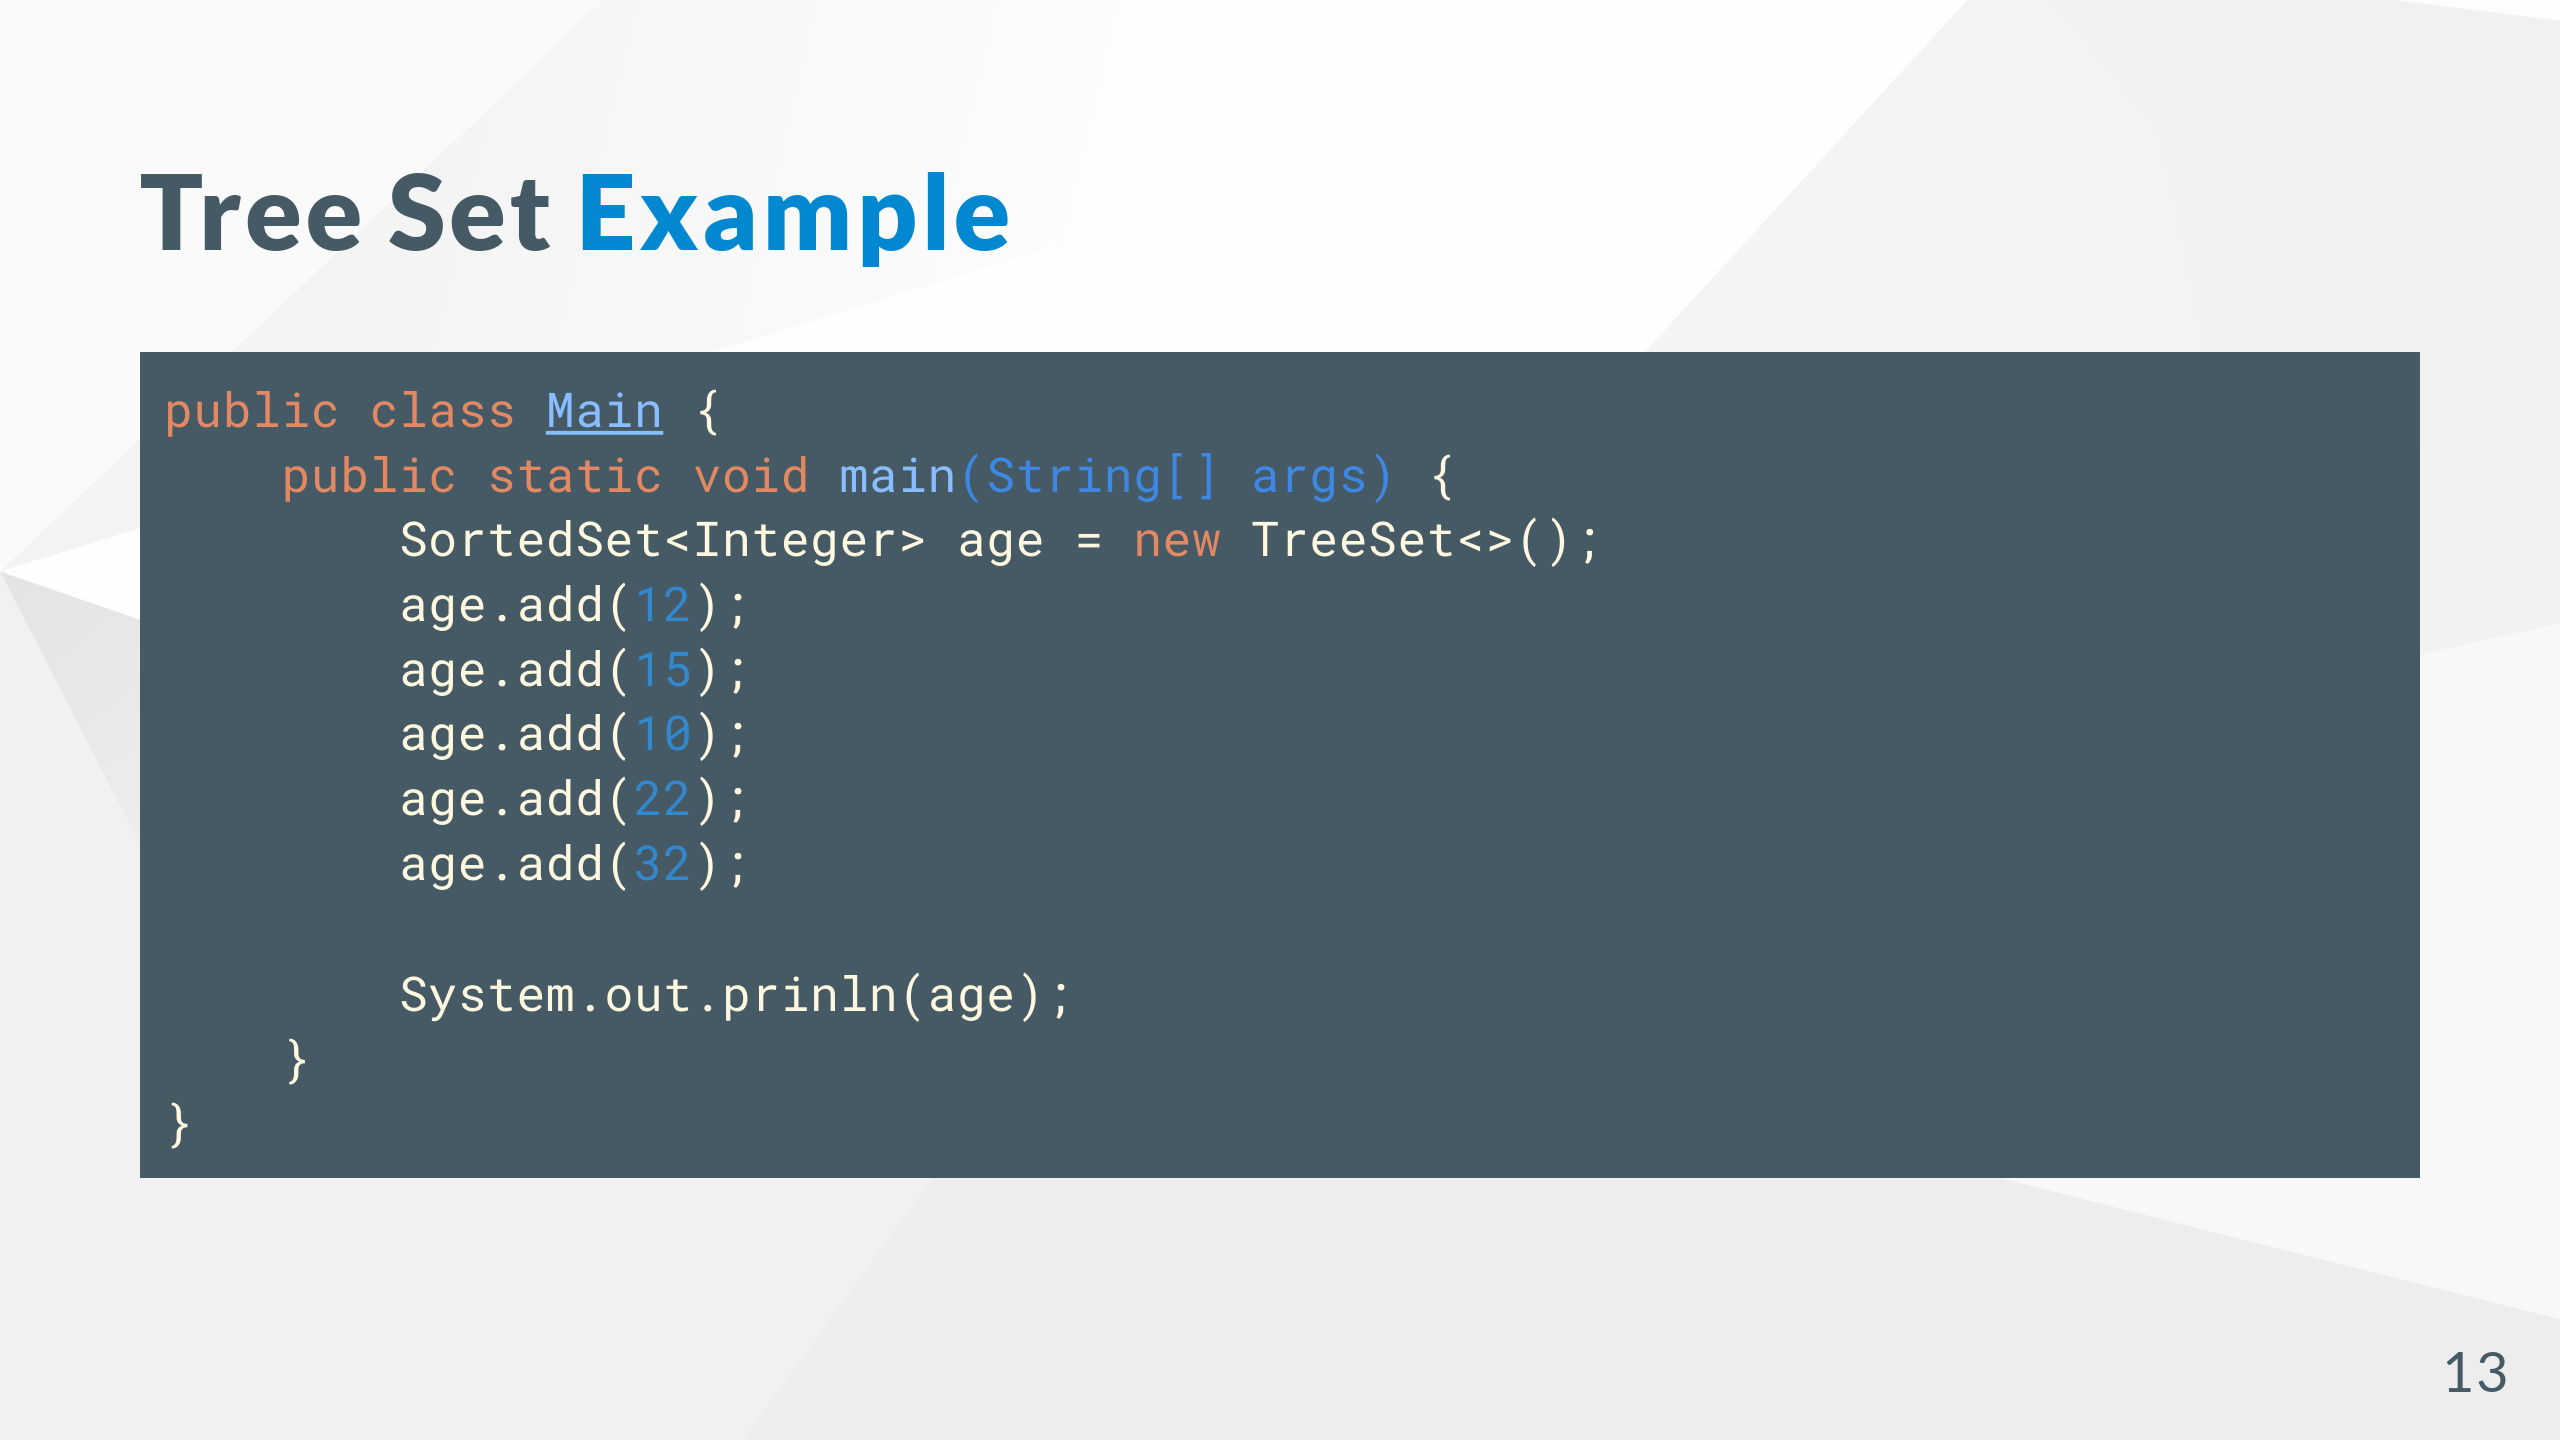 Tree Set Example
public class Main {
    public static void main(String[] args) {
        SortedSet<Integer> age = new TreeSet<>();
        age.add(12);
        age.add(15);
        age.add(10);
        age.add(22);
        age.add(32);

        System.out.prinln(age);
    }
}
13